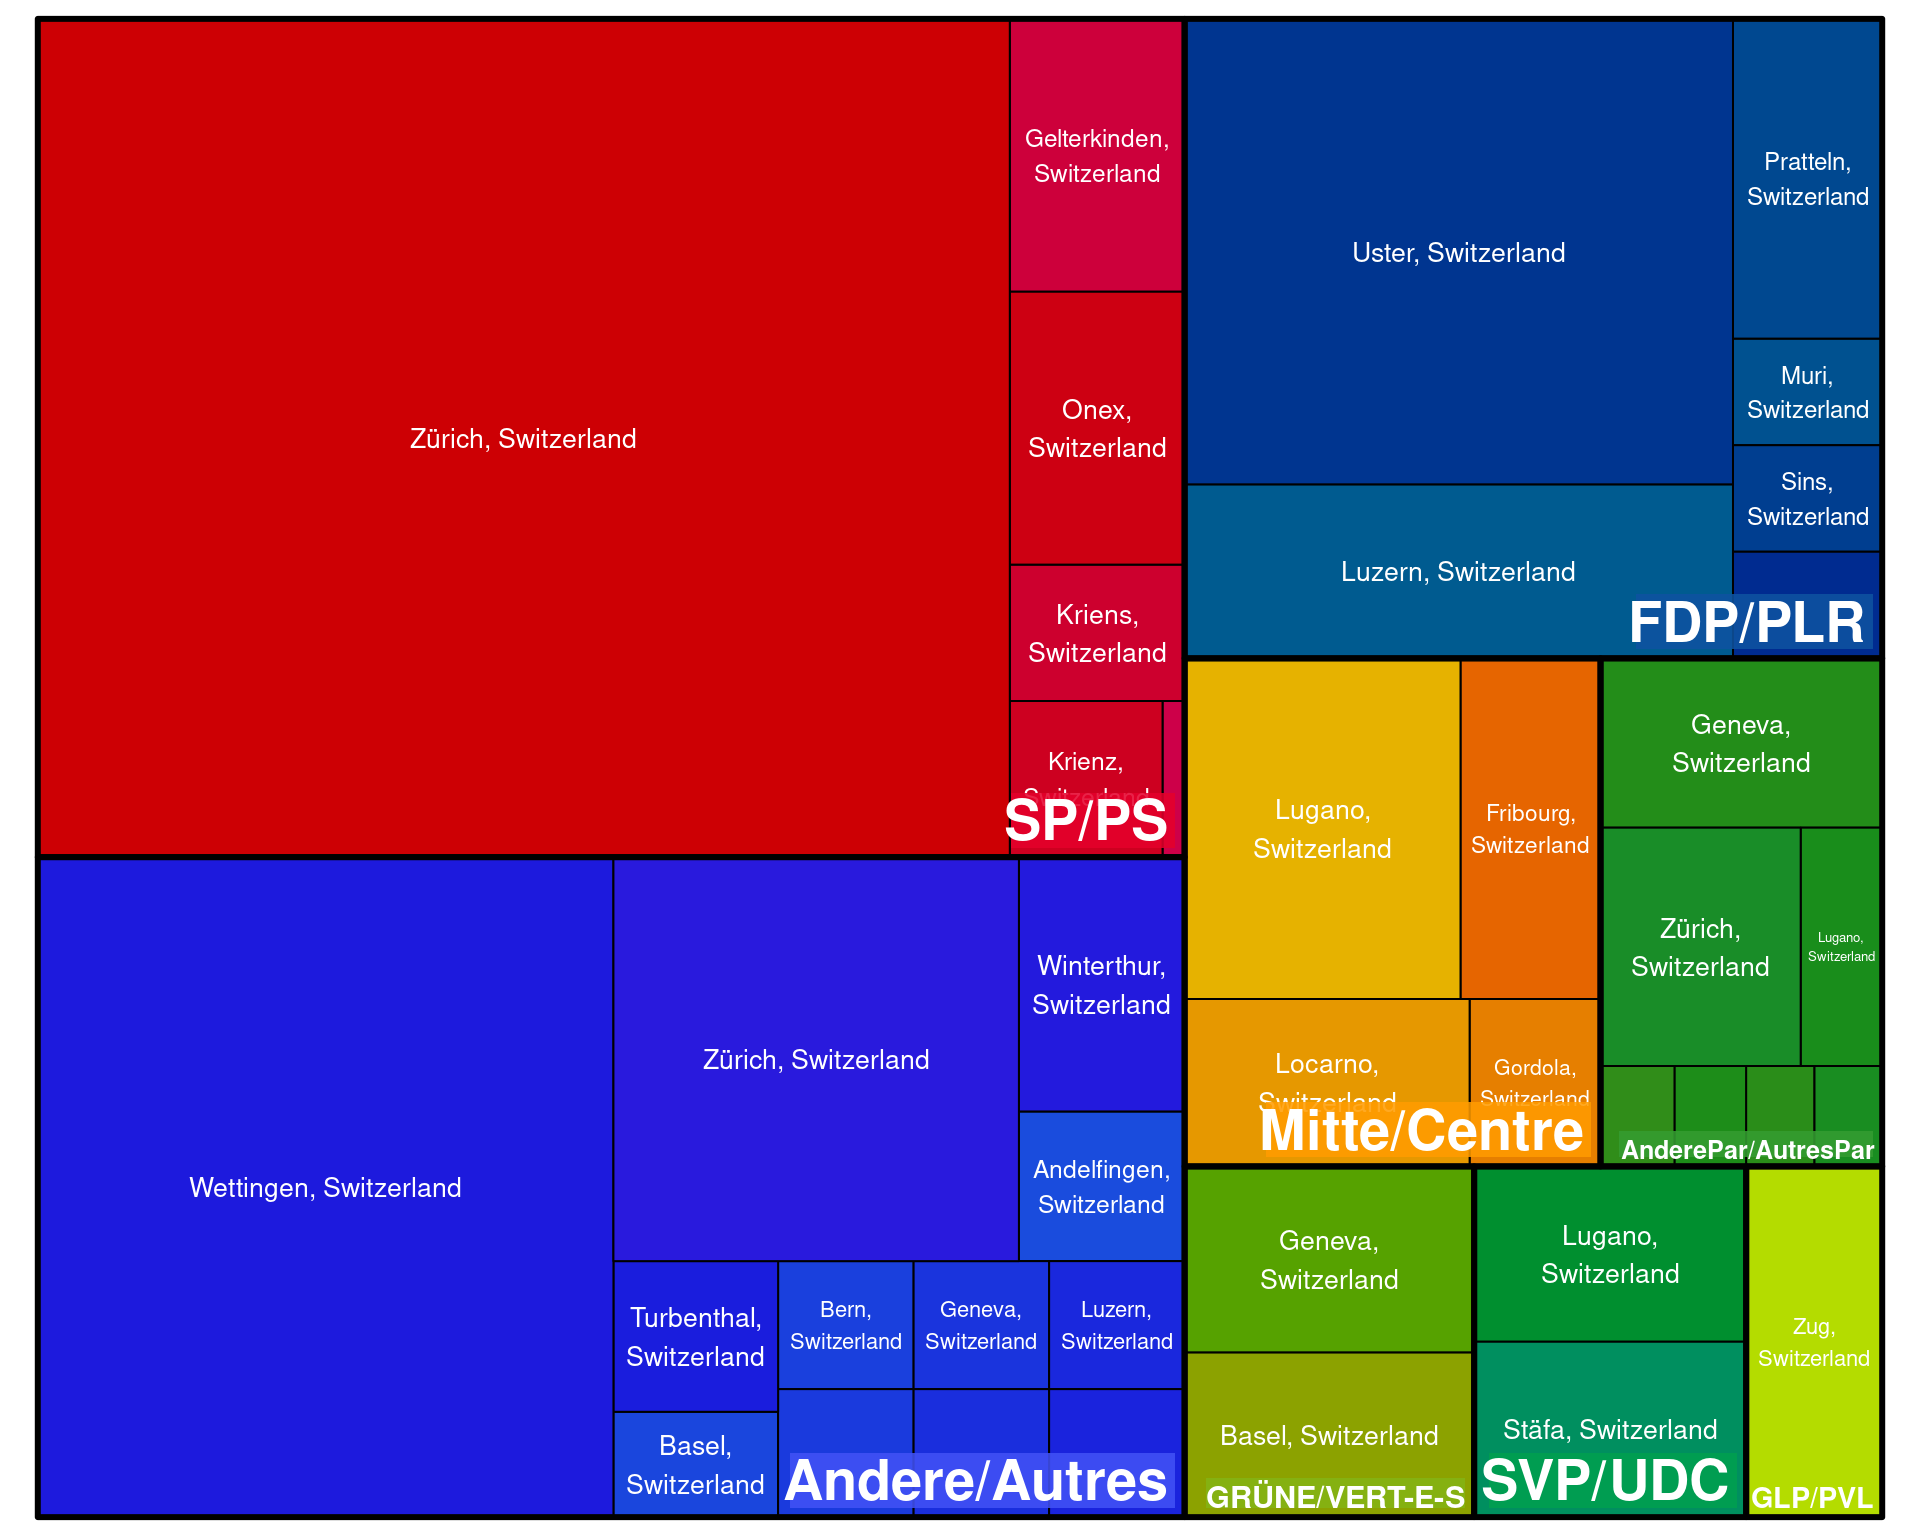 Zürich, Switzerland
Gelterkinden,
Switzerland
Onex,
Switzerland
Kriens,
Switzerland
Krienz,
Switzerland
SP/PS
Wettingen, Switzerland
Zürich, Switzerland
Winterthur,
Switzerland
Andelfingen,
Switzerland
Turbenthal,
Switzerland
Bern,
Switzerland
Geneva,
Switzerland
Luzern,
Switzerland
Basel,
Switzerland
Andere/Autres
Uster, Switzerland
Pratteln,
Switzerland
Muri,
Switzerland
Sins,
Switzerland
Luzern, Switzerland
FDP/PLR
Lugano,
Switzerland
Fribourg,
Switzerland
Locarno,
Switzerland
Gordola,
Switzerland
Mitte/Centre
Geneva,
Switzerland
Zürich,
Switzerland
Lugano,
Switzerland
AnderePar/AutresPar
Geneva,
Switzerland
Basel, Switzerland
GRÜNE/VERT-E-S
Lugano,
Switzerland
Stäfa, Switzerland
SVP/UDC
Zug,
Switzerland
GLP/PVL